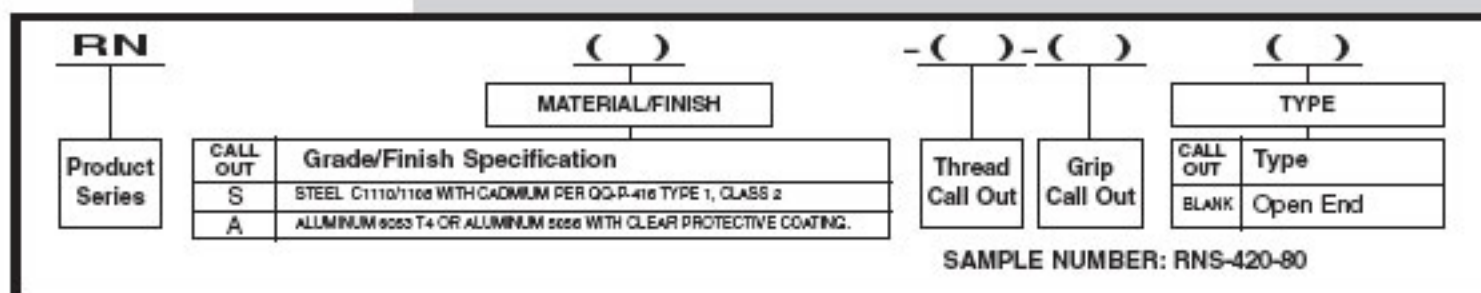 RN ( ) -( )-( ) ( )
MATERIAL/FINISH
TYPE
Product Series
CALL OUT Grade/Finish Specification
S STEEL C1110/1108 WITH CADMIUM PER QQ-P-416 TYPE 1, CLASS 2
A ALUMINUM 6053 T4 OR ALUMINUM 5056 WITH CLEAR PROTECTIVE COATING.
Thread Call Out
Grip Call Out
CALL OUT Type
BLANK Open End
SAMPLE NUMBER: RNS-420-80